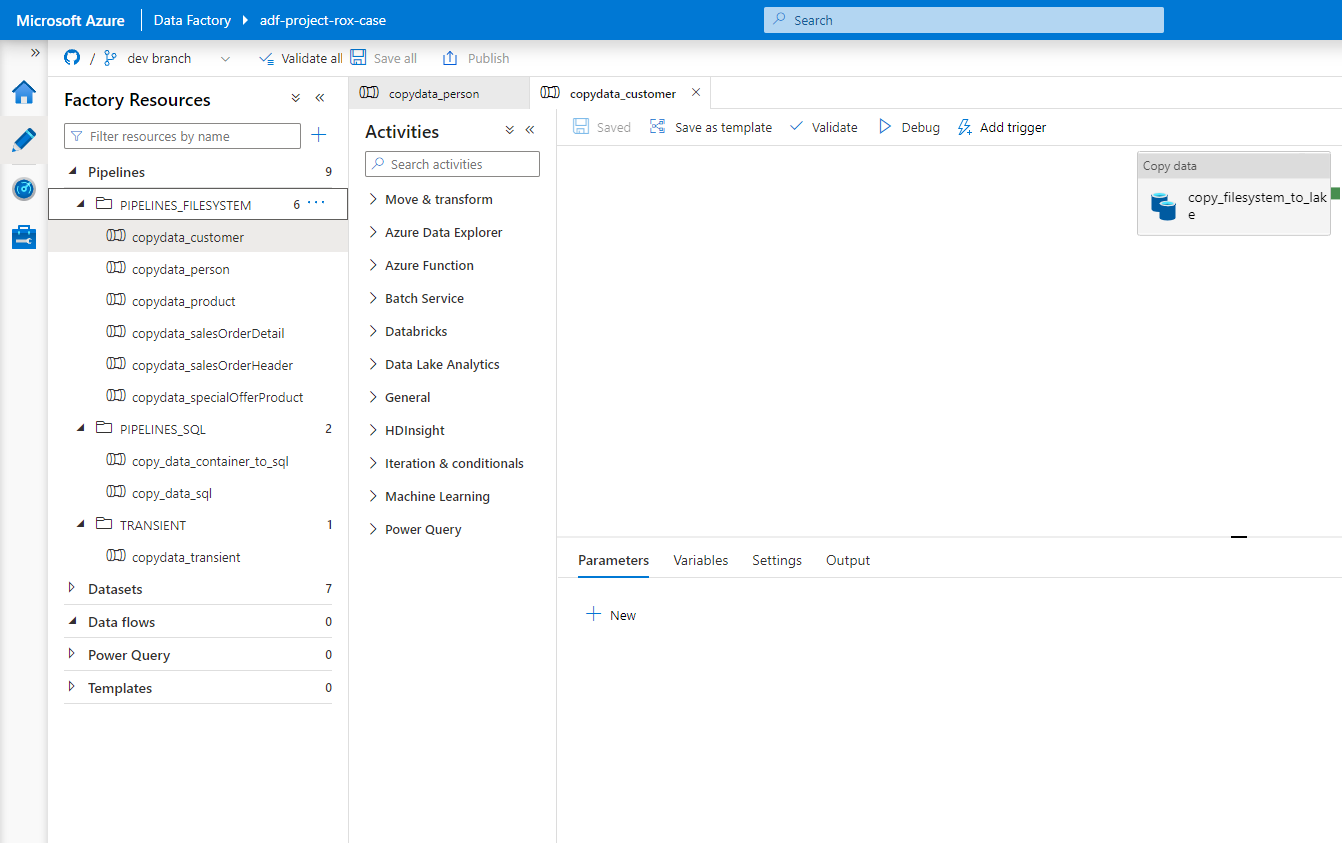 Microsoft Azure Data Factory adf-project-rox-case Search
/ dev branch Validate all Save all Publish
Factory Resources
Filter resources by name
Pipelines 9
PIPELINES_FILESYSTEM 6 ...
copydata_customer
copydata_person
copydata_product
copydata_salesOrderDetail
copydata_salesOrderHeader
copydata_specialOfferProduct
PIPELINES_SQL 2
copy_data_container_to_sql
copy_data_sql
TRANSIENT 1
copydata_transient
Datasets 7
Data flows 0
Power Query 0
Templates 0
copydata_person copydata_customer
Activities
Search activities
Move & transform
Azure Data Explorer
Azure Function
Batch Service
Databricks
Data Lake Analytics
General
HDInsight
Iteration & conditionals
Machine Learning
Power Query
Saved Save as template Validate Debug Add trigger
Copy data
copy_filesystem_to_lak
e
Parameters Variables Settings Output
New